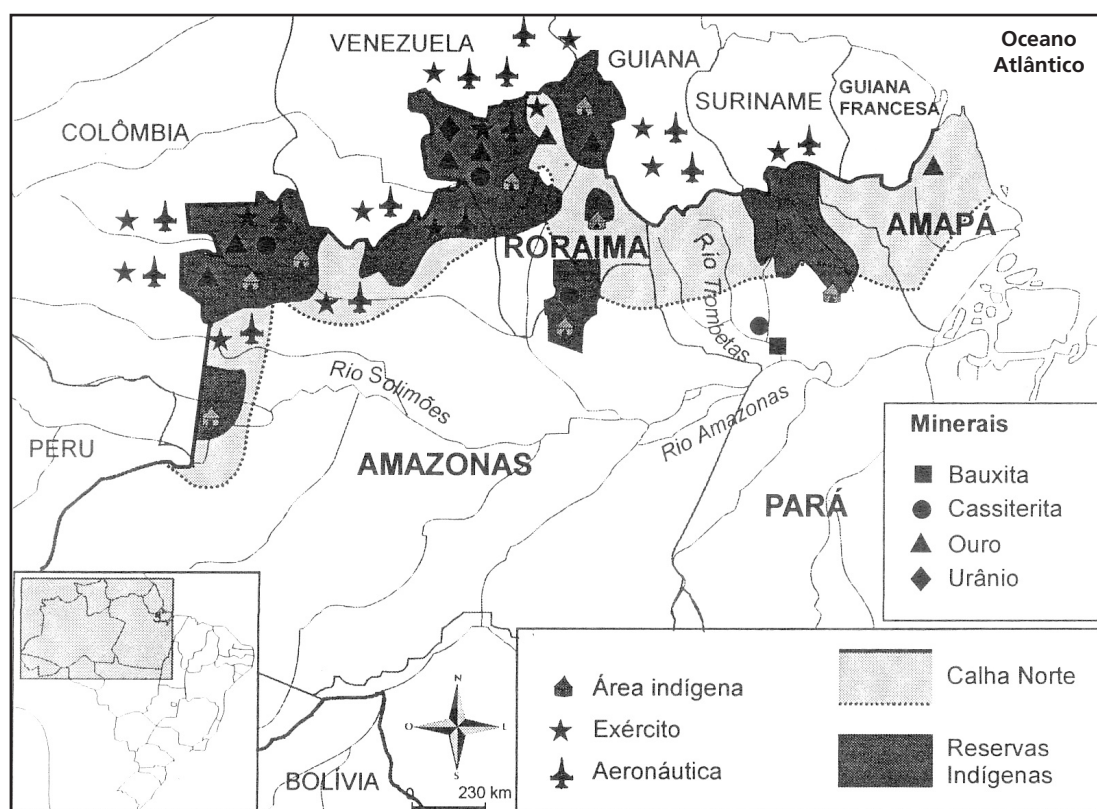 Oceano
Atlântico
VENEZUELA
GUIANA
SURINAME
GUIANA
FRANCESA
COLÔMBIA
RORAIMA
AMAPÁ
Rio Trombetas
Rio Solimões
Rio Amazonas
PERU
AMAZONAS
PARÁ
BOLÍVIA
N
O
L
S
0 230 km
Minerais
Bauxita
Cassiterita
Ouro
Urânio
Área indígena
Exército
Aeronáutica
Calha Norte
Reservas
Indígenas